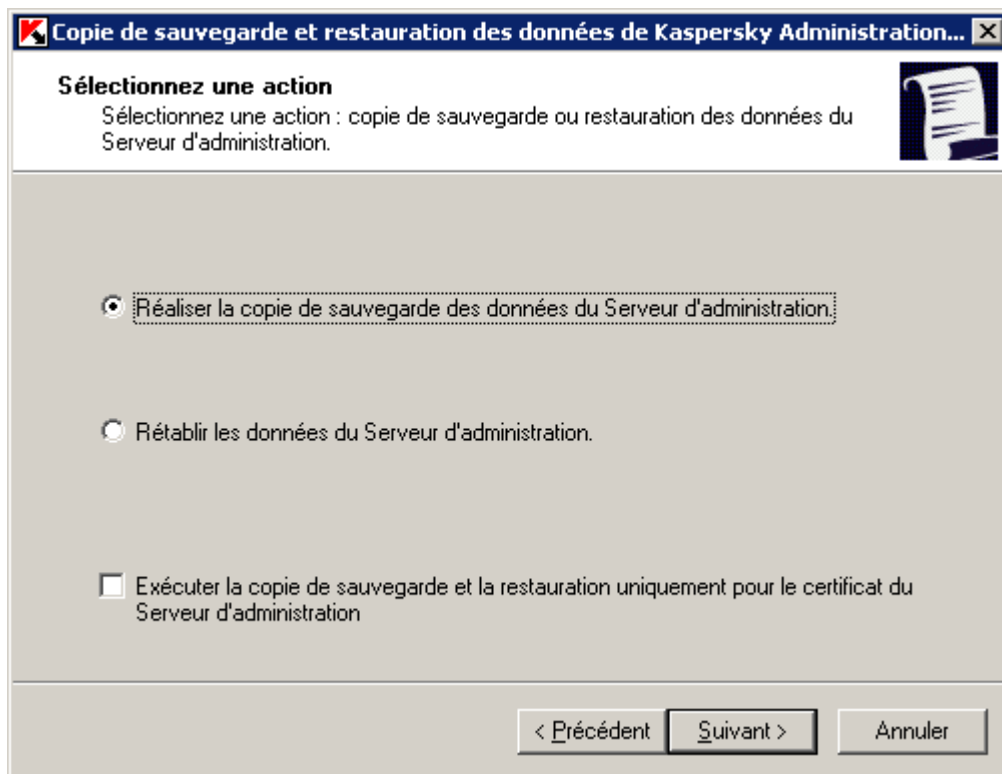 Copie de sauvegarde et restauration des données de Kaspersky Administration...
Sélectionnez une action
Sélectionnez une action : copie de sauvegarde ou restauration des données du
Serveur d'administration.
Réaliser la copie de sauvegarde des données du Serveur d'administration.
Rétablir les données du Serveur d'administration.
Exécuter la copie de sauvegarde et la restauration uniquement pour le certificat du
Serveur d'administration
< Précédent
Suivant >
Annuler